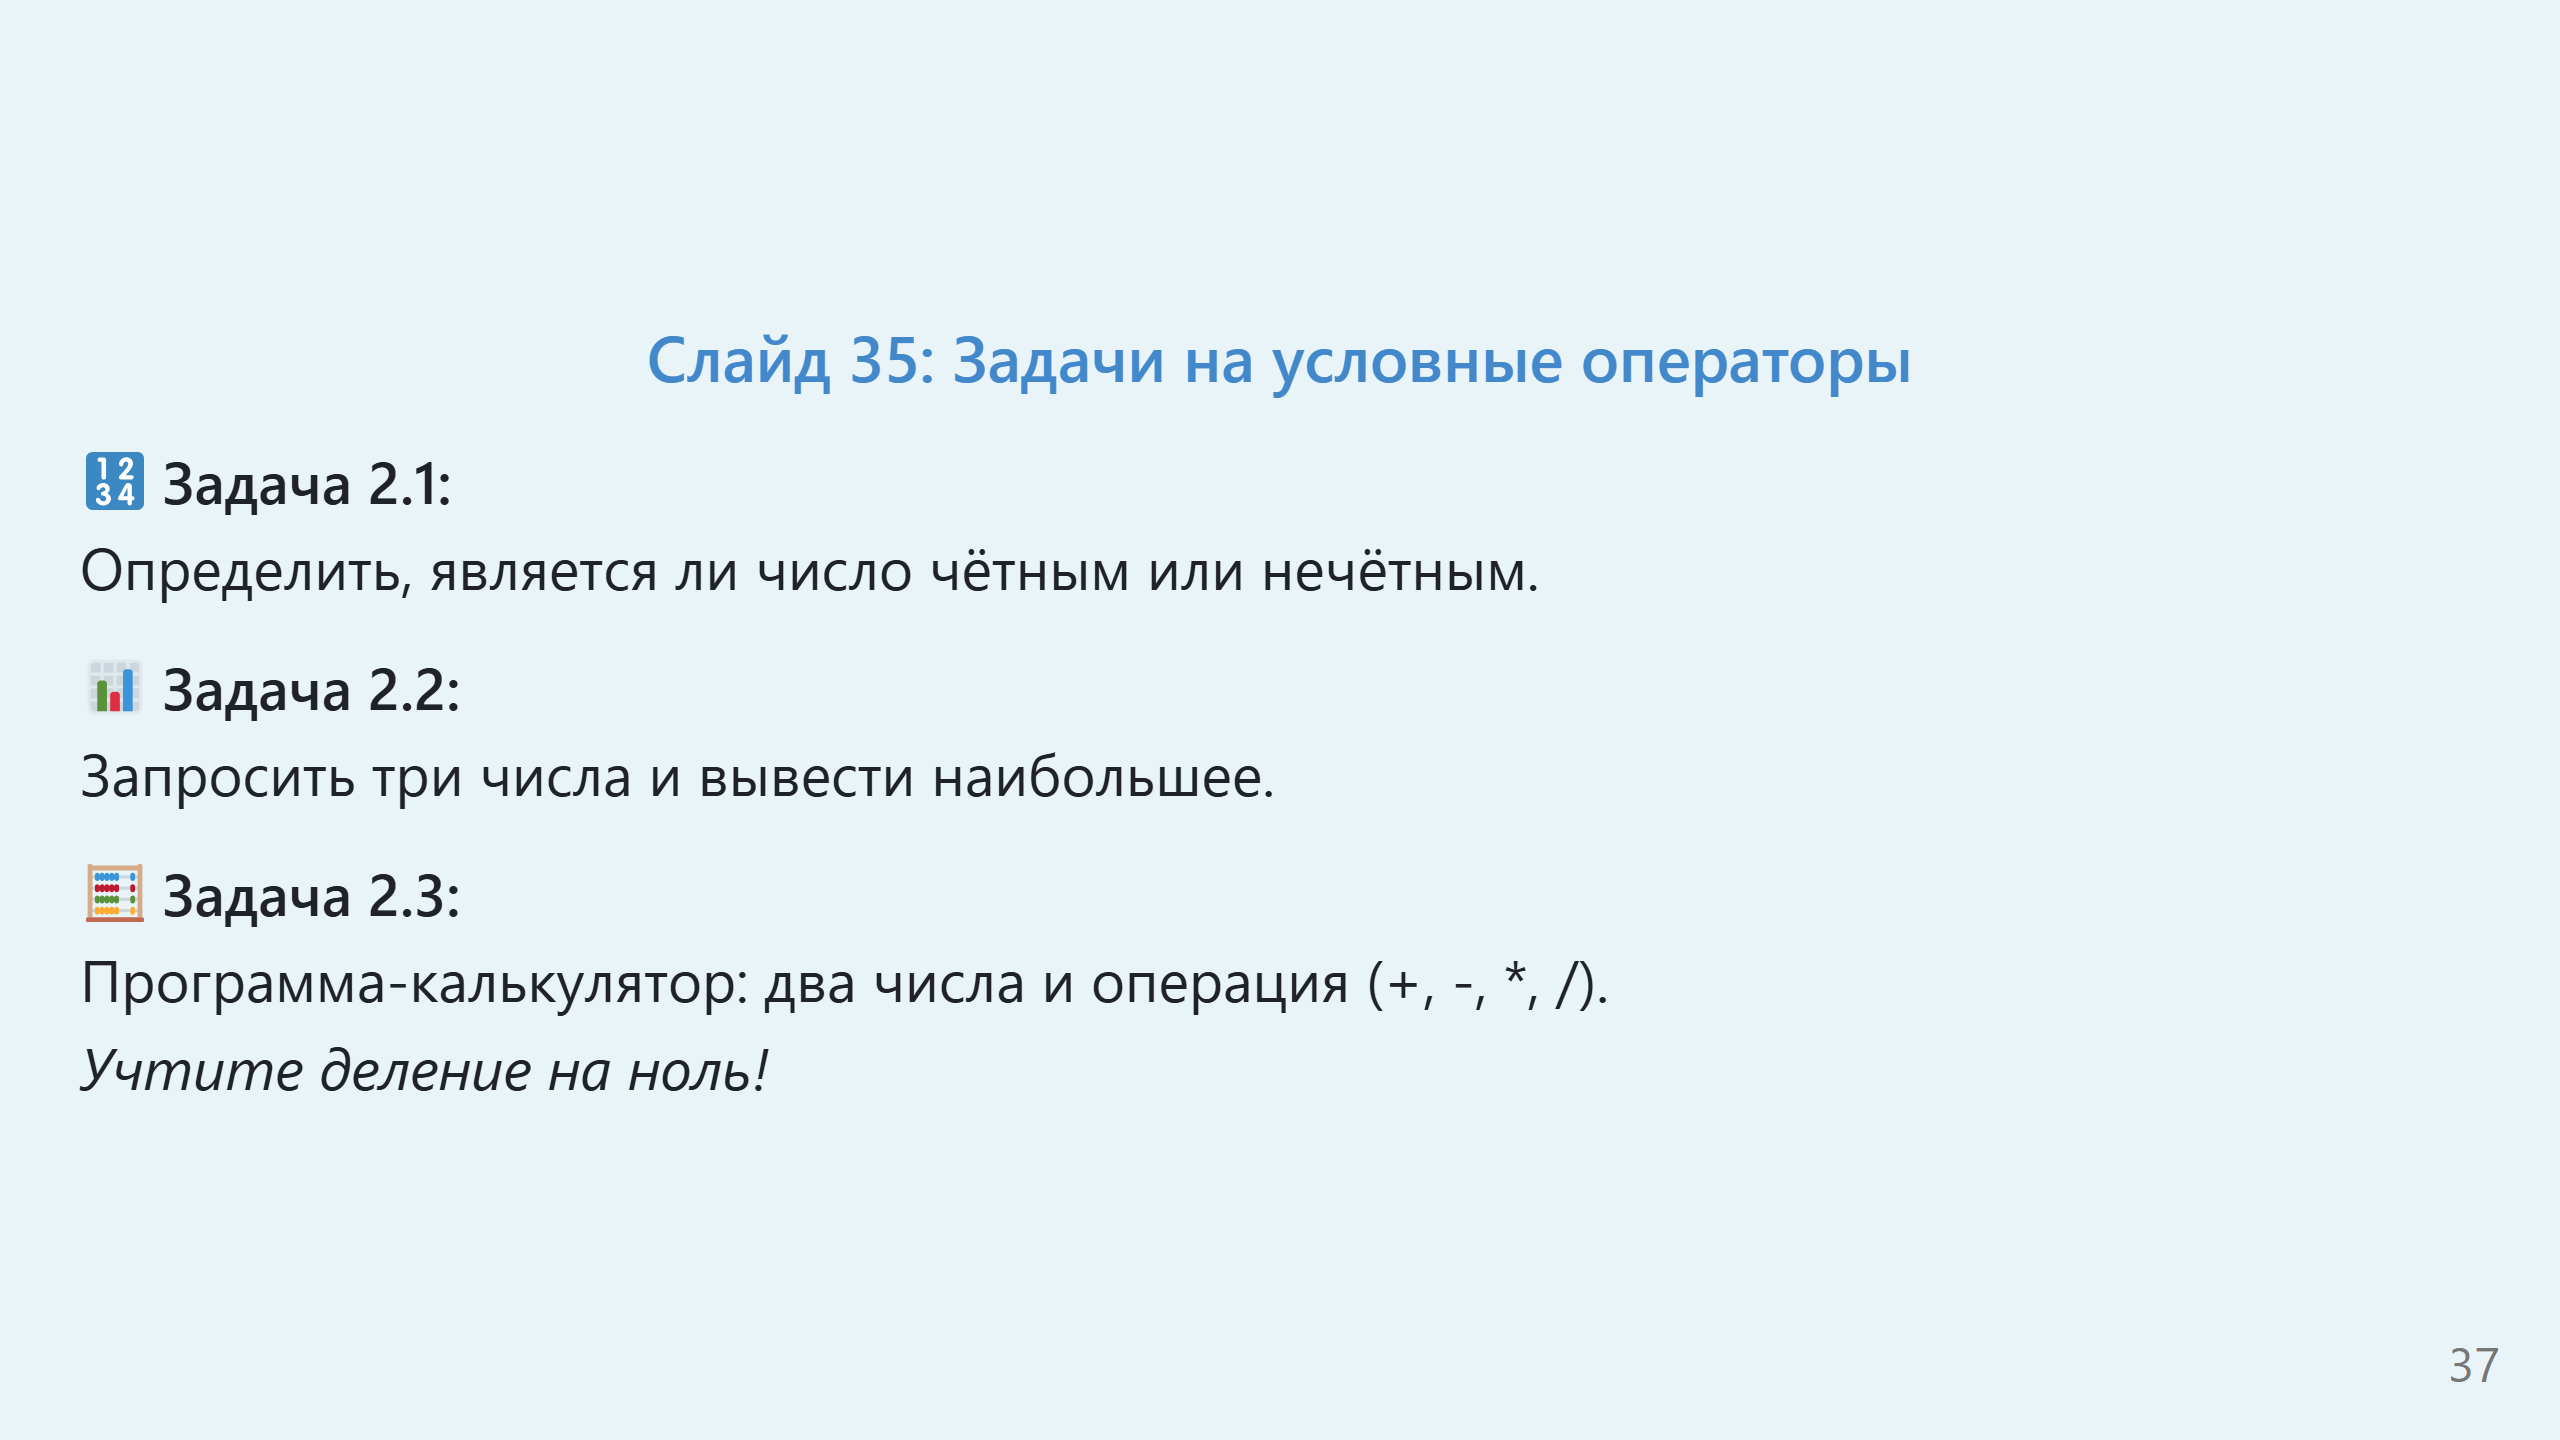 Слайд 35: Задачи на условные операторы
🔢 Задача 2.1:
Определить, является ли число чётным или нечётным.
📊 Задача 2.2:
Запросить три числа и вывести наибольшее.
🧮 Задача 2.3:
Программа-калькулятор: два числа и операция (+, -, *, /).
Учтите деление на ноль!
37